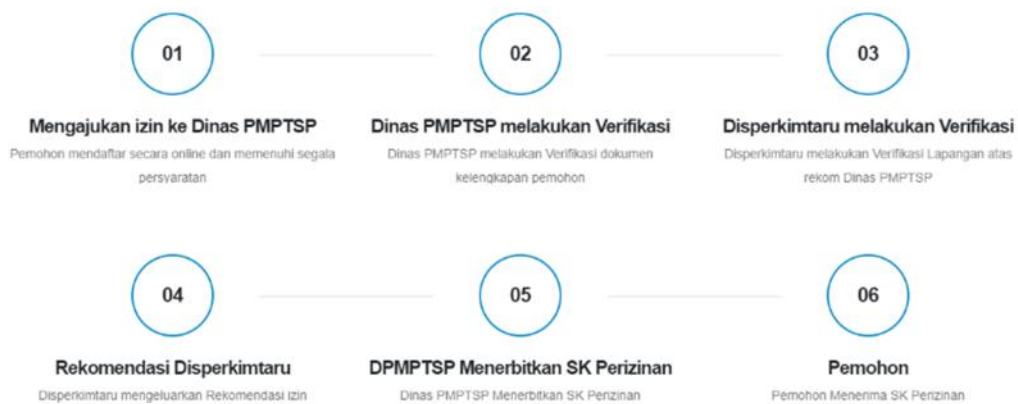 01
02
03
Mengajukan izin ke Dinas PMPTSP
Dinas PMPTSP melakukan Verifikasi
Disperkimtaru melakukan Verifikasi
Pemohon mendaftar secara online dan memenuhi segala
persyaratan
Dinas PMPTSP melakukan Verifikasi dokumen
kelengkapan pemohon
Disperkimtaru melakukan Verifikasi Lapangan atas
rekom Dinas PMPTSP
04
05
06
Rekomendasi Disperkimtaru
DPMPTSP Menerbitkan SK Perizinan
Pemohon
Disperkimtaru mengeluarkan Rekomendasi izin
Dinas PMPTSP Menerbitkan SK Perizinan
Pemohon Menerima SK Perizinan